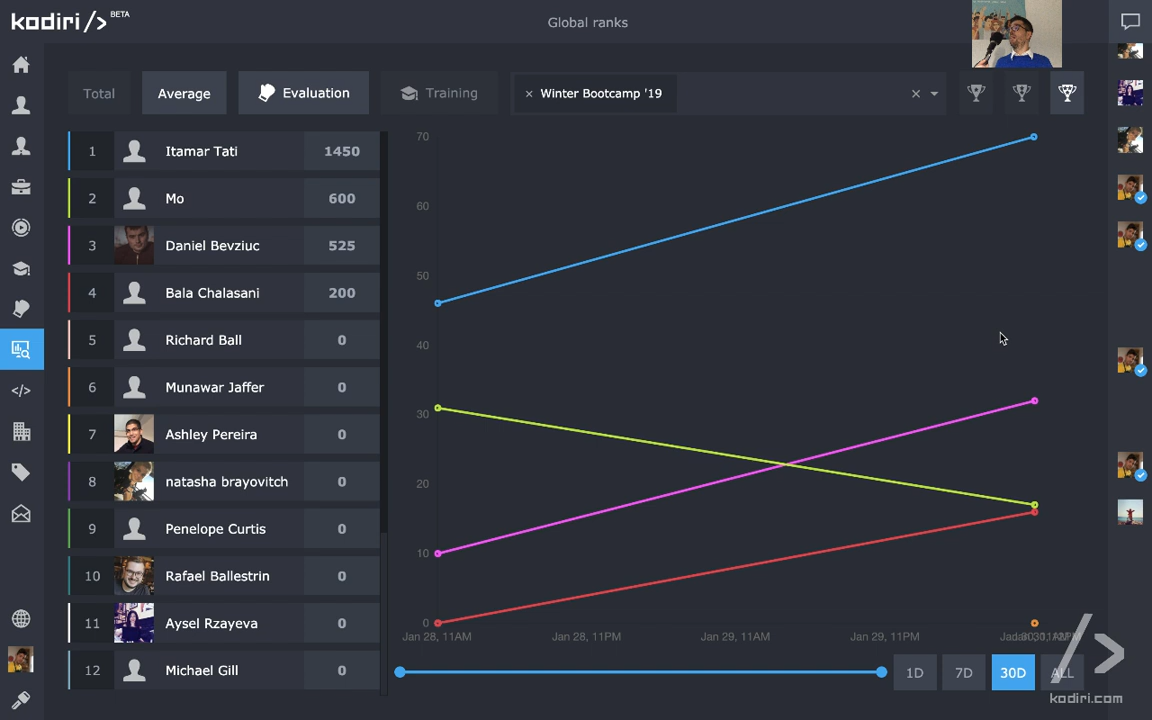 kodiri/> BETA
Global ranks
Total
Average
Evaluation
Training
× Winter Bootcamp '19
×
1 Itamar Tati 1450
2 Mo 600
3 Daniel Bevziuc 525
4 Bala Chalasani 200
5 Richard Ball 0
6 Munawar Jaffer 0
7 Ashley Pereira 0
8 natasha brayovitch 0
9 Penelope Curtis 0
10 Rafael Ballestrin 0
11 Aysel Rzayeva 0
12 Michael Gill 0
70
60
50
40
30
20
10
0
Jan 28, 11AM
Jan 28, 11PM
Jan 29, 11AM
Jan 29, 11PM
1D
7D
30D
ALL
/>
kodiri.com